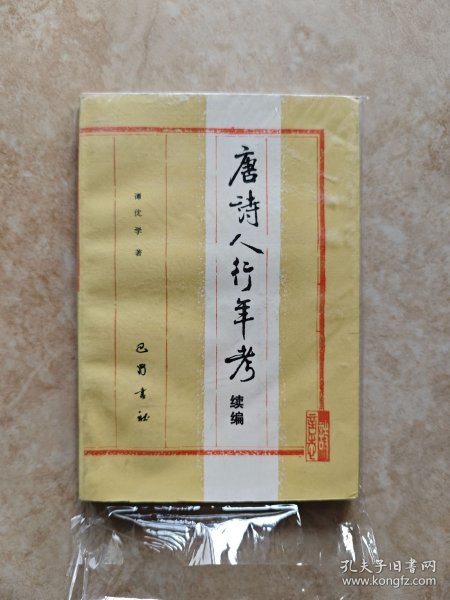 唐诗人行年考
续编
谭优学 著
巴蜀书社
孔夫子旧书网
www.kongfz.com